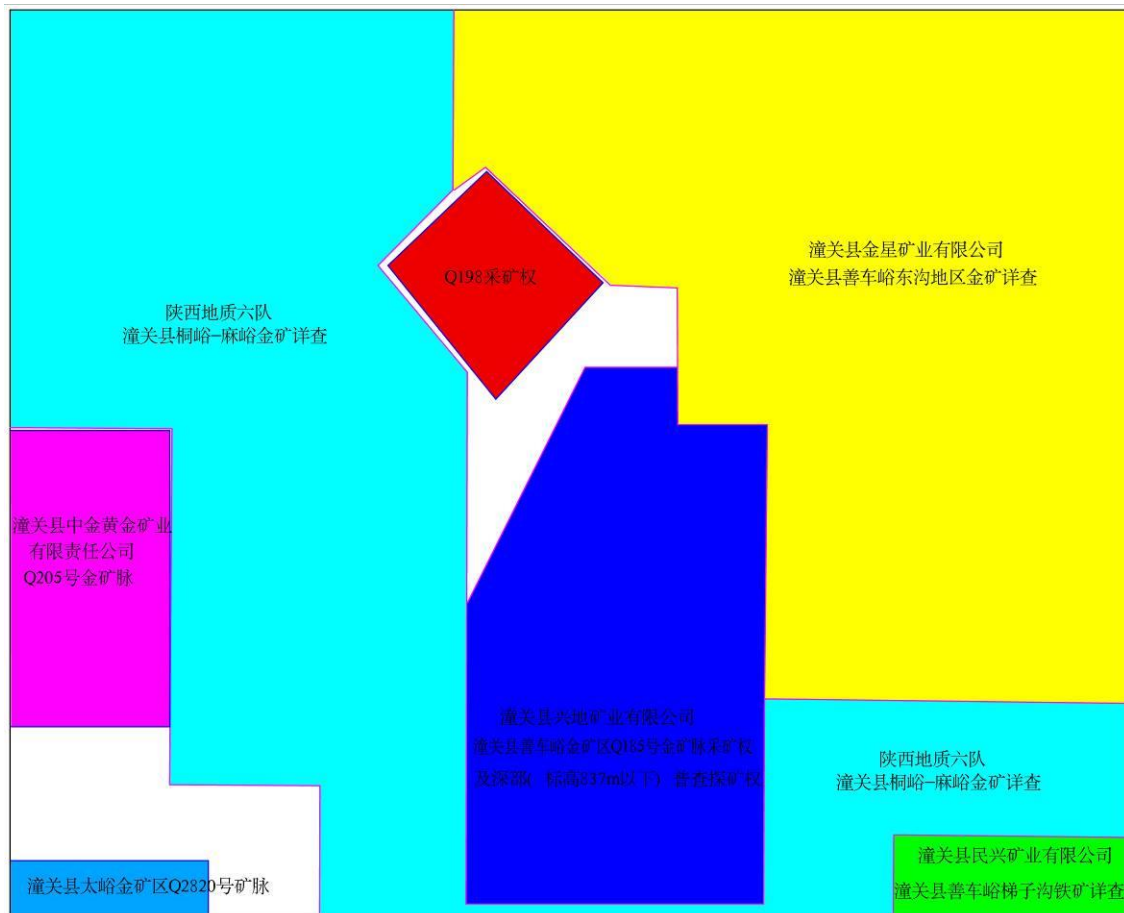 潼关县金星矿业有限公司
潼关县善车峪东沟地区金矿详查
Q198采矿权
陕西地质六队
潼关县桐峪-麻峪金矿详查
潼关县中金黄金矿业
有限责任公司
Q205号金矿脉
潼关县兴地矿业有限公司
潼关县善车峪金矿区Q185号金矿脉采矿权
及深部( 标高837m以下) 普查探矿权
陕西地质六队
潼关县桐峪-麻峪金矿详查
潼关县民兴矿业有限公司
潼关县善车峪梯子沟铁矿详查
潼关县太峪金矿区Q2820号矿脉